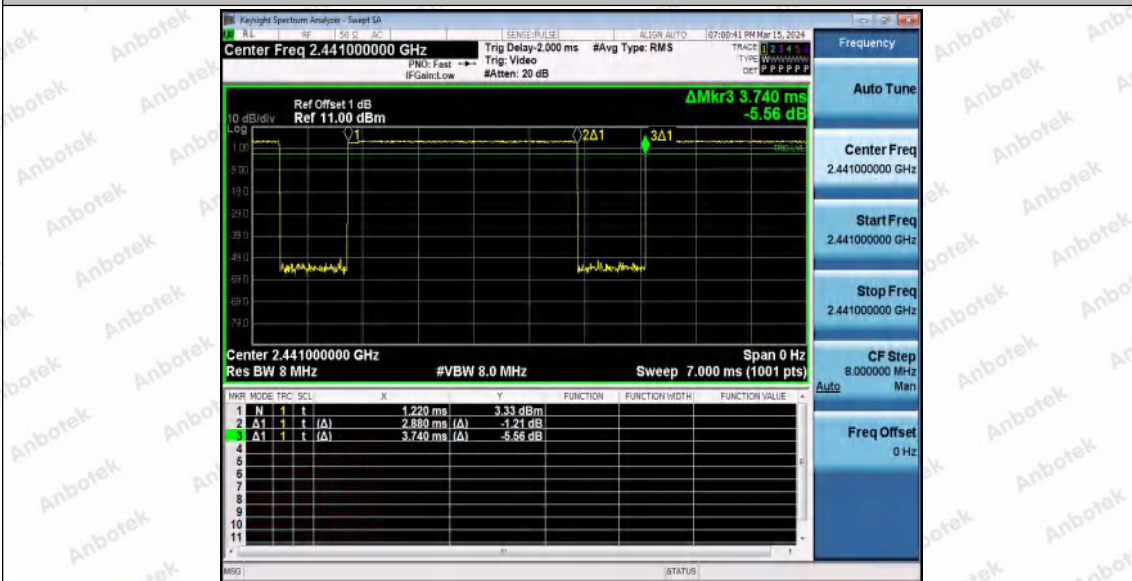 Keysight Spectrum Analyzer - Swept SA
RL RF 50 Ω AC SENSE:PULSE ALIGN AUTO 07:00:41 PM Mar 15, 2024
Center Freq 2.441000000 GHz
PNO: Fast
IFGain:Low
Trig Delay-2.000 ms
Trig: Video
#Atten: 20 dB
#Avg Type: RMS
TRACE 1 2 3 4 5 6
TYPE WWWWWW
DET P P P P P P
ΔMkr3 3.740 ms
-5.56 dB
Ref Offset 1 dB
10 dB/div Ref 11.00 dBm
Log
1 2Δ1 3Δ1
TRIG LVL
1.00
-9.00
-19.0
-29.0
-39.0
-49.0
-59.0
-69.0
-79.0
Center 2.441000000 GHz Span 0 Hz
Res BW 8 MHz #VBW 8.0 MHz Sweep 7.000 ms (1001 pts)
MKR MODE TRC SCL X Y FUNCTION FUNCTION WIDTH FUNCTION VALUE
1 N 1 t 1.220 ms 3.33 dBm
2 Δ1 1 t (Δ) 2.880 ms (Δ) -1.21 dB
3 Δ1 1 t (Δ) 3.740 ms (Δ) -5.56 dB
4
5
6
7
8
9
10
11
MSG STATUS
Frequency
Auto Tune
Center Freq
2.441000000 GHz
Start Freq
2.441000000 GHz
Stop Freq
2.441000000 GHz
CF Step
8.000000 MHz
Auto Man
Freq Offset
0 Hz
Anbotek